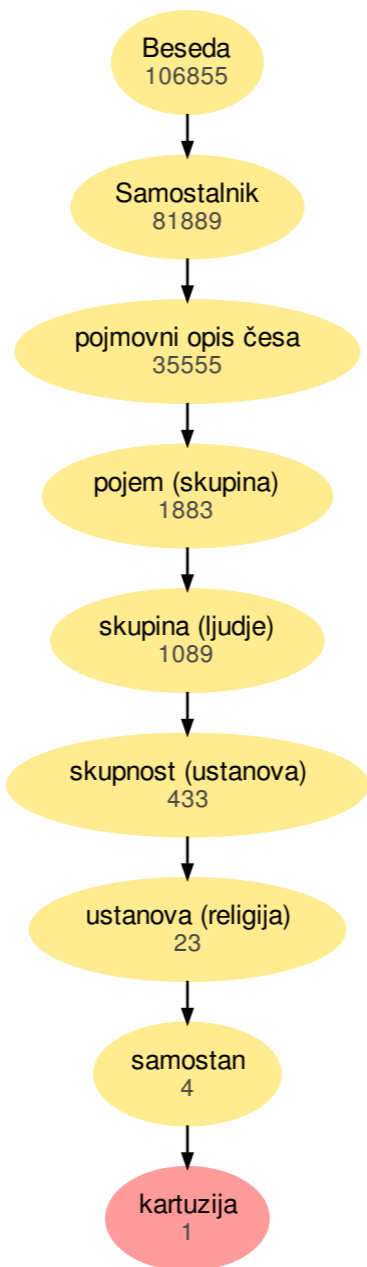 Beseda
106855
Samostalnik
81889
pojmovni opis česa
35555
pojem (skupina)
1883
skupina (ljudje)
1089
skupnost (ustanova)
433
ustanova (religija)
23
samostan
4
kartuzija
1